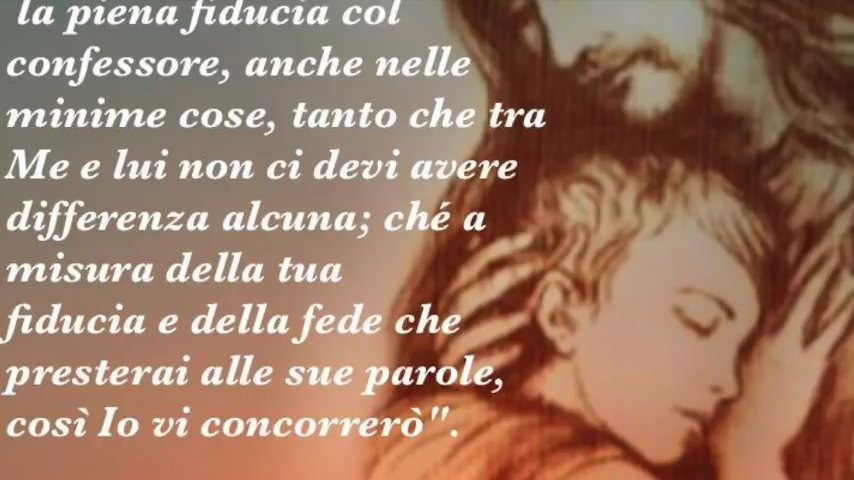 la piena fiducia col
confessore, anche nelle
minime cose, tanto che tra
Me e lui non ci devi avere
differenza alcuna; ché a
misura della tua
fiducia e della fede che
presterai alle sue parole,
così Io vi concorrerò".